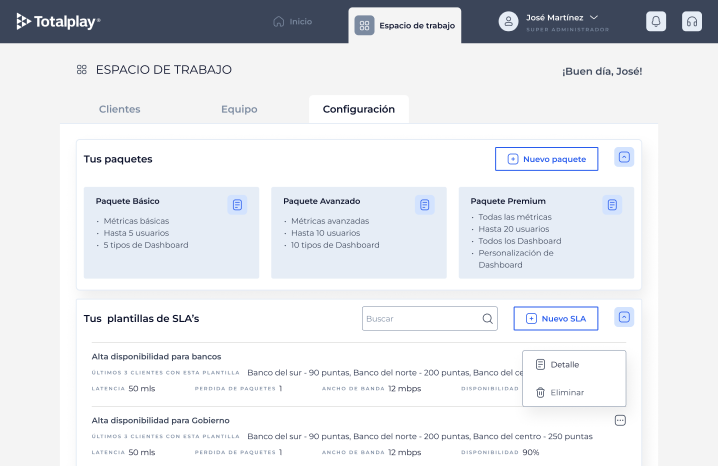 Totalplay
Inicio
Espacio de trabajo
José Martínez
SUPER ADMINISTRADOR
ESPACIO DE TRABAJO
¡Buen día, José!
Clientes
Equipo
Configuración
Tus paquetes
Nuevo paquete
Paquete Básico
· Métricas básicas
· Hasta 5 usuarios
· 5 tipos de Dashboard
Paquete Avanzado
· Métricas avanzadas
· Hasta 10 usuarios
· 10 tipos de Dashboard
Paquete Premium
· Todas las métricas
· Hasta 20 usuarios
· Todos los Dashboard
· Personalización de
Dashboard
Tus plantillas de SLA's
Buscar
Nuevo SLA
Alta disponibilidad para bancos
ÚLTIMOS 3 CLIENTES CON ESTA PLANTILLA Banco del sur - 90 puntas, Banco del norte - 200 puntas, Banco del ce
LATENCIA 50 mls PERDIDA DE PAQUETES 1 ANCHO DE BANDA 12 mbps DISPONIBILIDAD
Detalle
Eliminar
Alta disponibilidad para Gobierno
ÚLTIMOS 3 CLIENTES CON ESTA PLANTILLA Banco del sur - 90 puntas, Banco del norte - 200 puntas, Banco del centro - 250 puntas
LATENCIA 50 mls PERDIDA DE PAQUETES 1 ANCHO DE BANDA 12 mbps DISPONIBILIDAD 90%